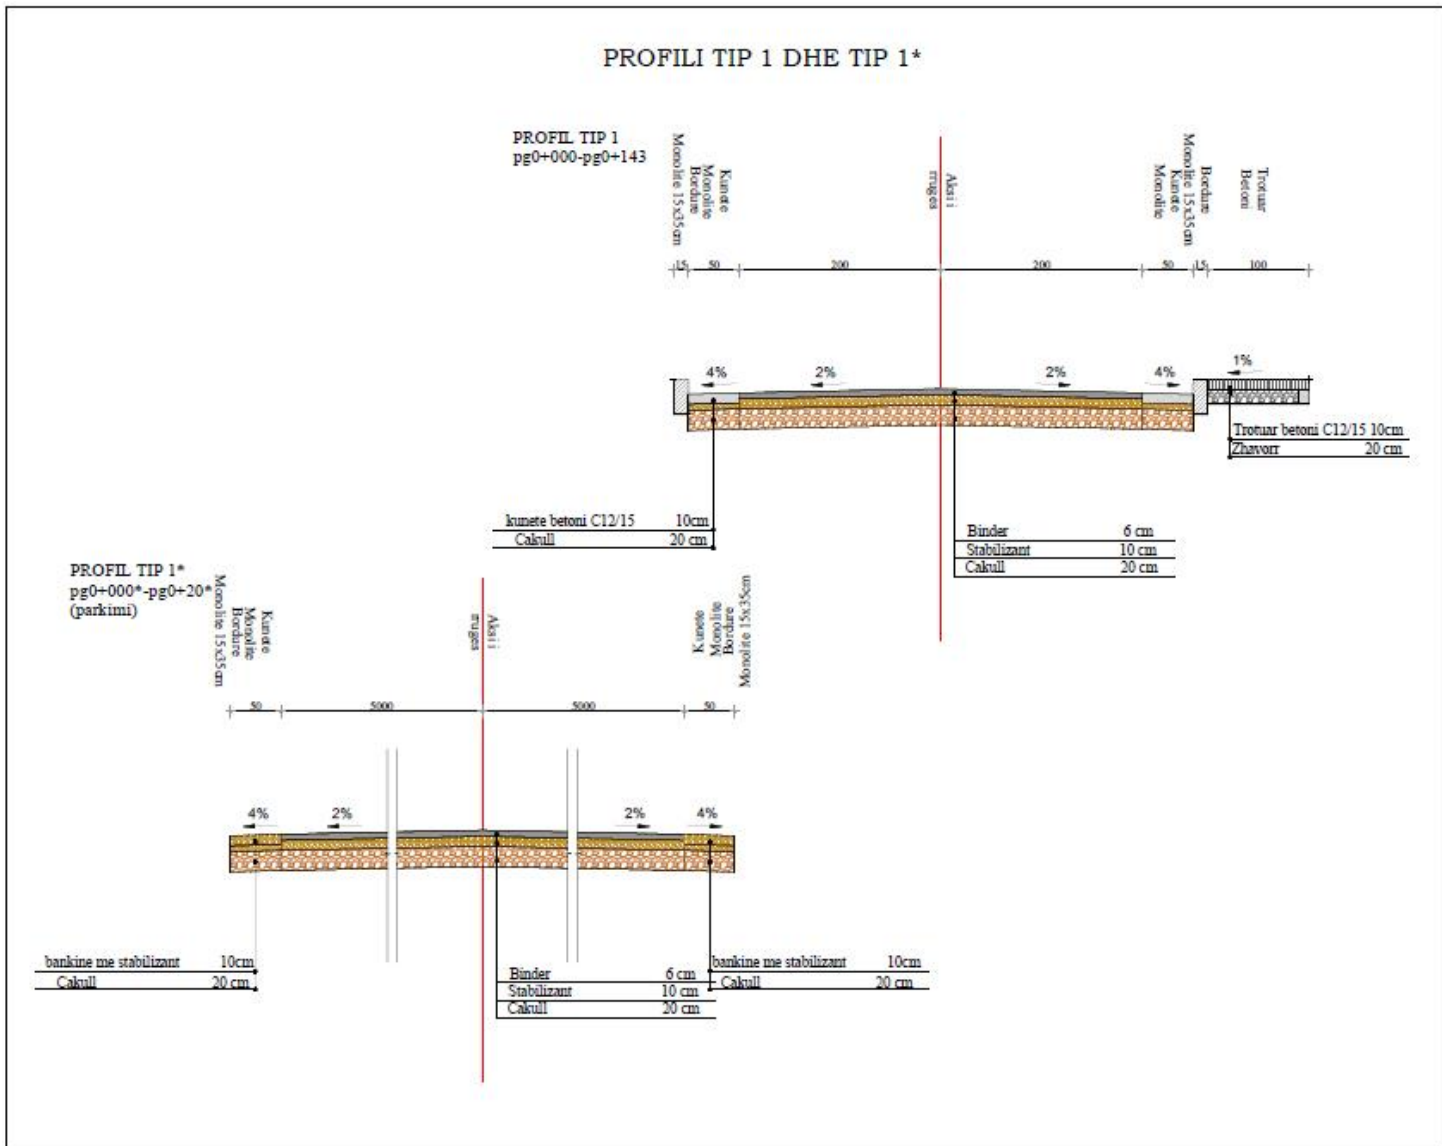 PROFILI TIP 1 DHE TIP 1*
PROFIL TIP 1
pg0+000-pg0+143
Kunete
Monolite
Bordure
Monolite 15x35cm
Aksi i
rruges
Bordure
Monolite 15x35cm
Kunete
Monolite
Trotuar
Betoni
15 50 200 200 50 15 100
4% 2% 2% 4% 1%
Trotuar betoni C12/15 10cm
Zhavorr 20 cm
kunete betoni C12/15 10cm
Cakull 20 cm
Binder 6 cm
Stabilizant 10 cm
Cakull 20 cm
PROFIL TIP 1*
pg0+000*-pg0+20*
(parkimi)
Kunete
Monolite
Bordure
Monolite 15x35cm
Aksi i
rruges
Kunete
Monolite
Bordure
Monolite 15x35cm
50 5000 5000 50
4% 2% 2% 4%
bankine me stabilizant 10cm
Cakull 20 cm
Binder 6 cm
Stabilizant 10 cm
Cakull 20 cm
bankine me stabilizant 10cm
Cakull 20 cm